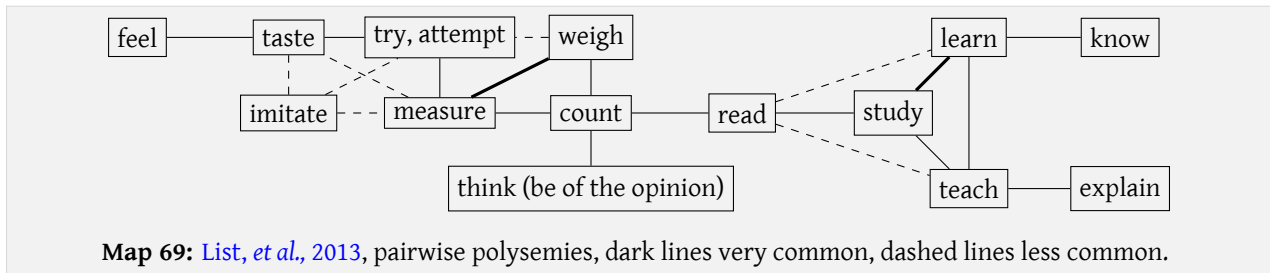 feel taste try, attempt weigh learn know
imitate measure count read study
think (be of the opinion) teach explain
Map 69: List, et al., 2013, pairwise polysemies, dark lines very common, dashed lines less common.